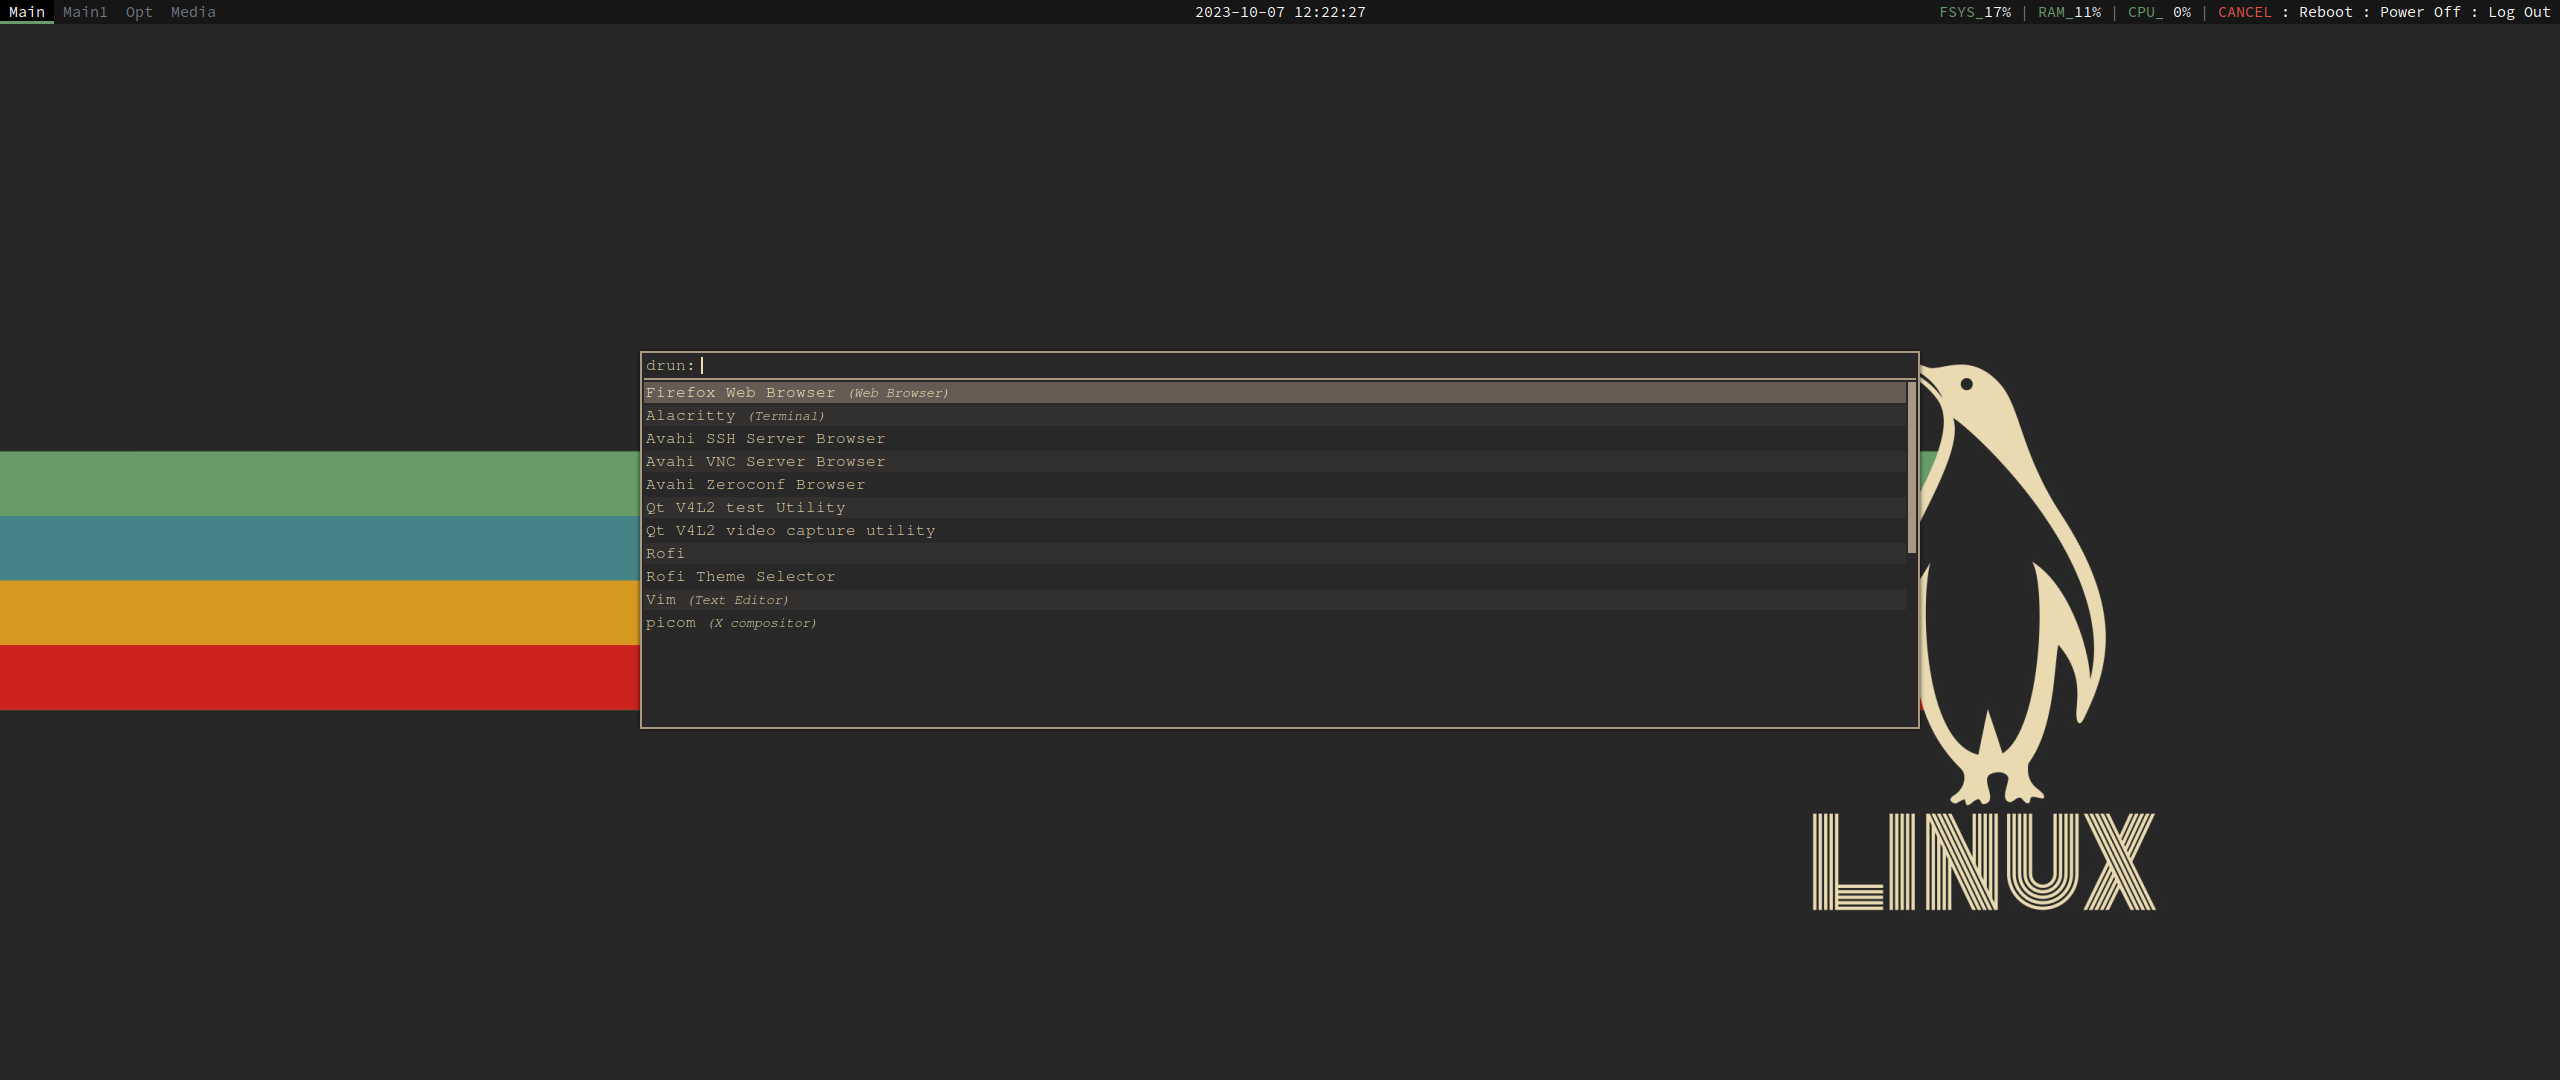 Main Main1 Opt Media 2023-10-07 12:22:27 FSYS_17% | RAM_11% | CPU_ 0% | CANCEL : Reboot : Power Off : Log Out
drun:
Firefox Web Browser (Web Browser)
Alacritty (Terminal)
Avahi SSH Server Browser
Avahi VNC Server Browser
Avahi Zeroconf Browser
Qt V4L2 test Utility
Qt V4L2 video capture utility
Rofi
Rofi Theme Selector
Vim (Text Editor)
picom (X compositor)
LINUX